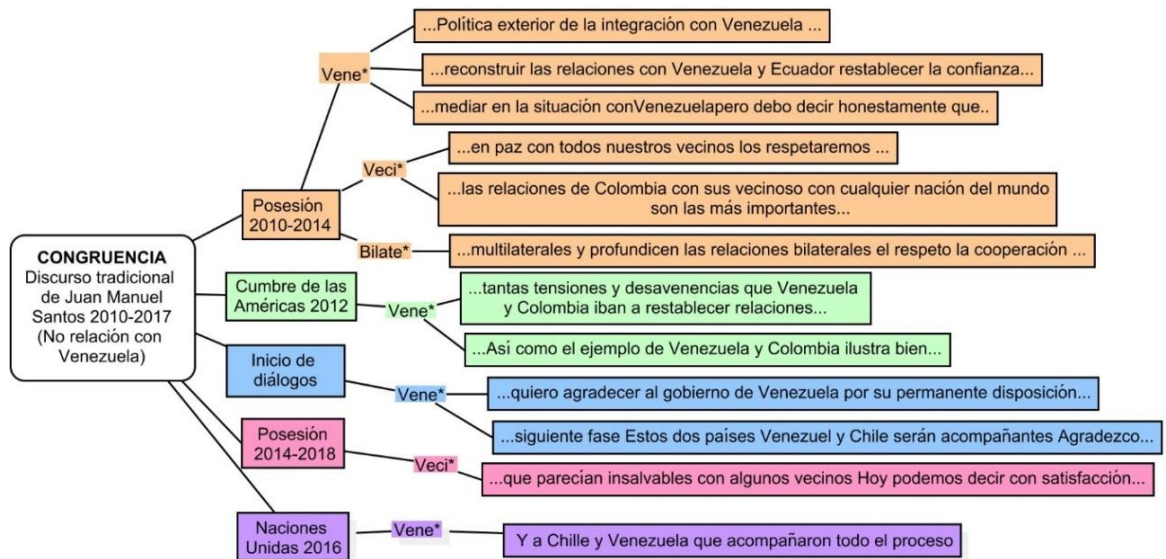 CONGRUENCIA
Discurso tradicional
de Juan Manuel
Santos 2010-2017
(No relación con
Venezuela)
Posesión
2010-2014
Vene*
...Política exterior de la integración con Venezuela ...
...reconstruir las relaciones con Venezuela y Ecuador restablecer la confianza...
...mediar en la situación conVenezuelapero debo decir honestamente que..
Veci*
...en paz con todos nuestros vecinos los respetaremos ...
...las relaciones de Colombia con sus vecinoso con cualquier nación del mundo
son las más importantes...
Bilate*
...multilaterales y profundicen las relaciones bilaterales el respeto la cooperación ...
Cumbre de las
Américas 2012
Vene*
...tantas tensiones y desavenencias que Venezuela
y Colombia iban a restablecer relaciones...
...Así como el ejemplo de Venezuela y Colombia ilustra bien...
Inicio de
diálogos
Vene*
...quiero agradecer al gobierno de Venezuela por su permanente disposición...
...siguiente fase Estos dos países Venezuel y Chile serán acompañantes Agradezco...
Posesión
2014-2018
Veci*
...que parecían insalvables con algunos vecinos Hoy podemos decir con satisfacción...
Naciones
Unidas 2016
Vene*
Y a Chille y Venezuela que acompañaron todo el proceso